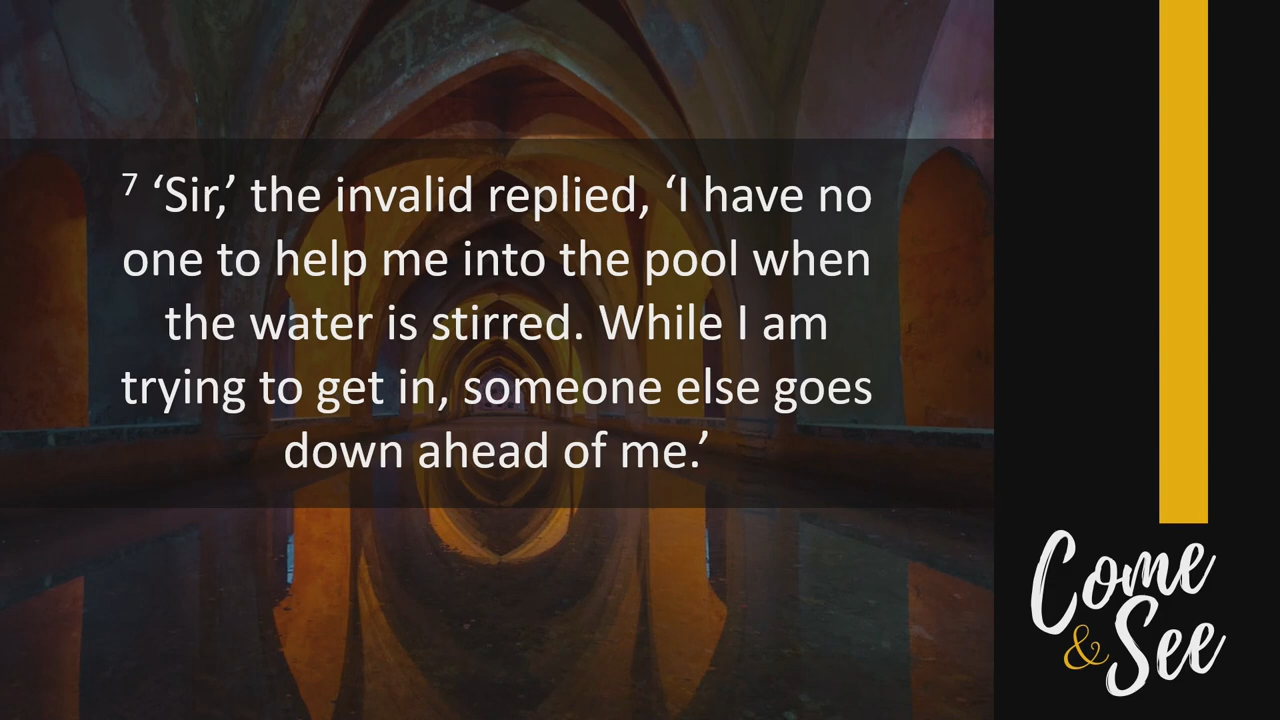 ⁷ ‘Sir,’ the invalid replied, ‘I have no
one to help me into the pool when
the water is stirred. While I am
trying to get in, someone else goes
down ahead of me.’
Come
& See